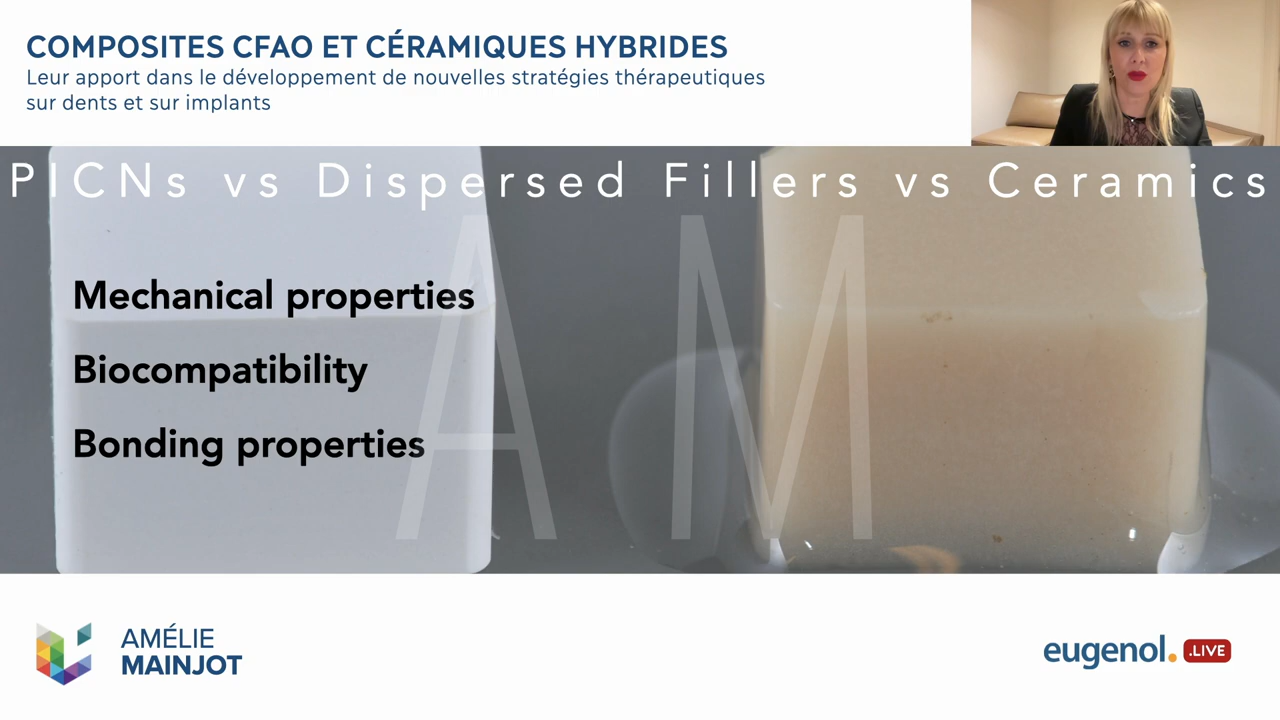 COMPOSITES CFAO ET CÉRAMIQUES HYBRIDES
Leur apport dans le développement de nouvelles stratégies thérapeutiques
sur dents et sur implants
PICNs vs Dispersed Fillers vs Ceramics
AM
Mechanical properties
Biocompatibility
Bonding properties
AMÉLIE
MAINJOT
eugenol. .LIVE